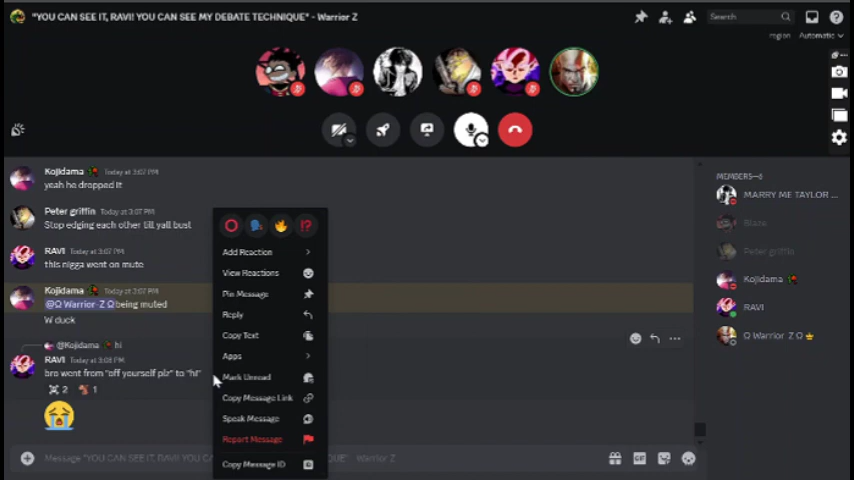 "YOU CAN SEE IT, RAVI! YOU CAN SEE MY DEBATE TECHNIQUE" - Warrior Z
Search
region Automatic
Kojidama Today at 3:07 PM
yeah he dropped it
Peter griffin Today at 3:07 PM
Stop edging each other till yall bust
RAVI Today at 3:07 PM
this nigga went on mute
Kojidama Today at 3:07 PM
@Ω Warrior-Z Ω being muted
W duck
@Kojidama hi
RAVI Today at 3:08 PM
bro went from "off yourself plz" to "hi"
2 1
Message "YOU CAN SEE IT, RAVI! YOU CA
UE" - Warrior Z
Add Reaction
View Reactions
Pin Message
Reply
Copy Text
Apps
Mark Unread
Copy Message Link
Speak Message
Report Message
Copy Message ID
MEMBERS—6
MARRY ME TAYLOR ...
Peter griffin
Kojidama
RAVI
Ω Warrior Z Ω